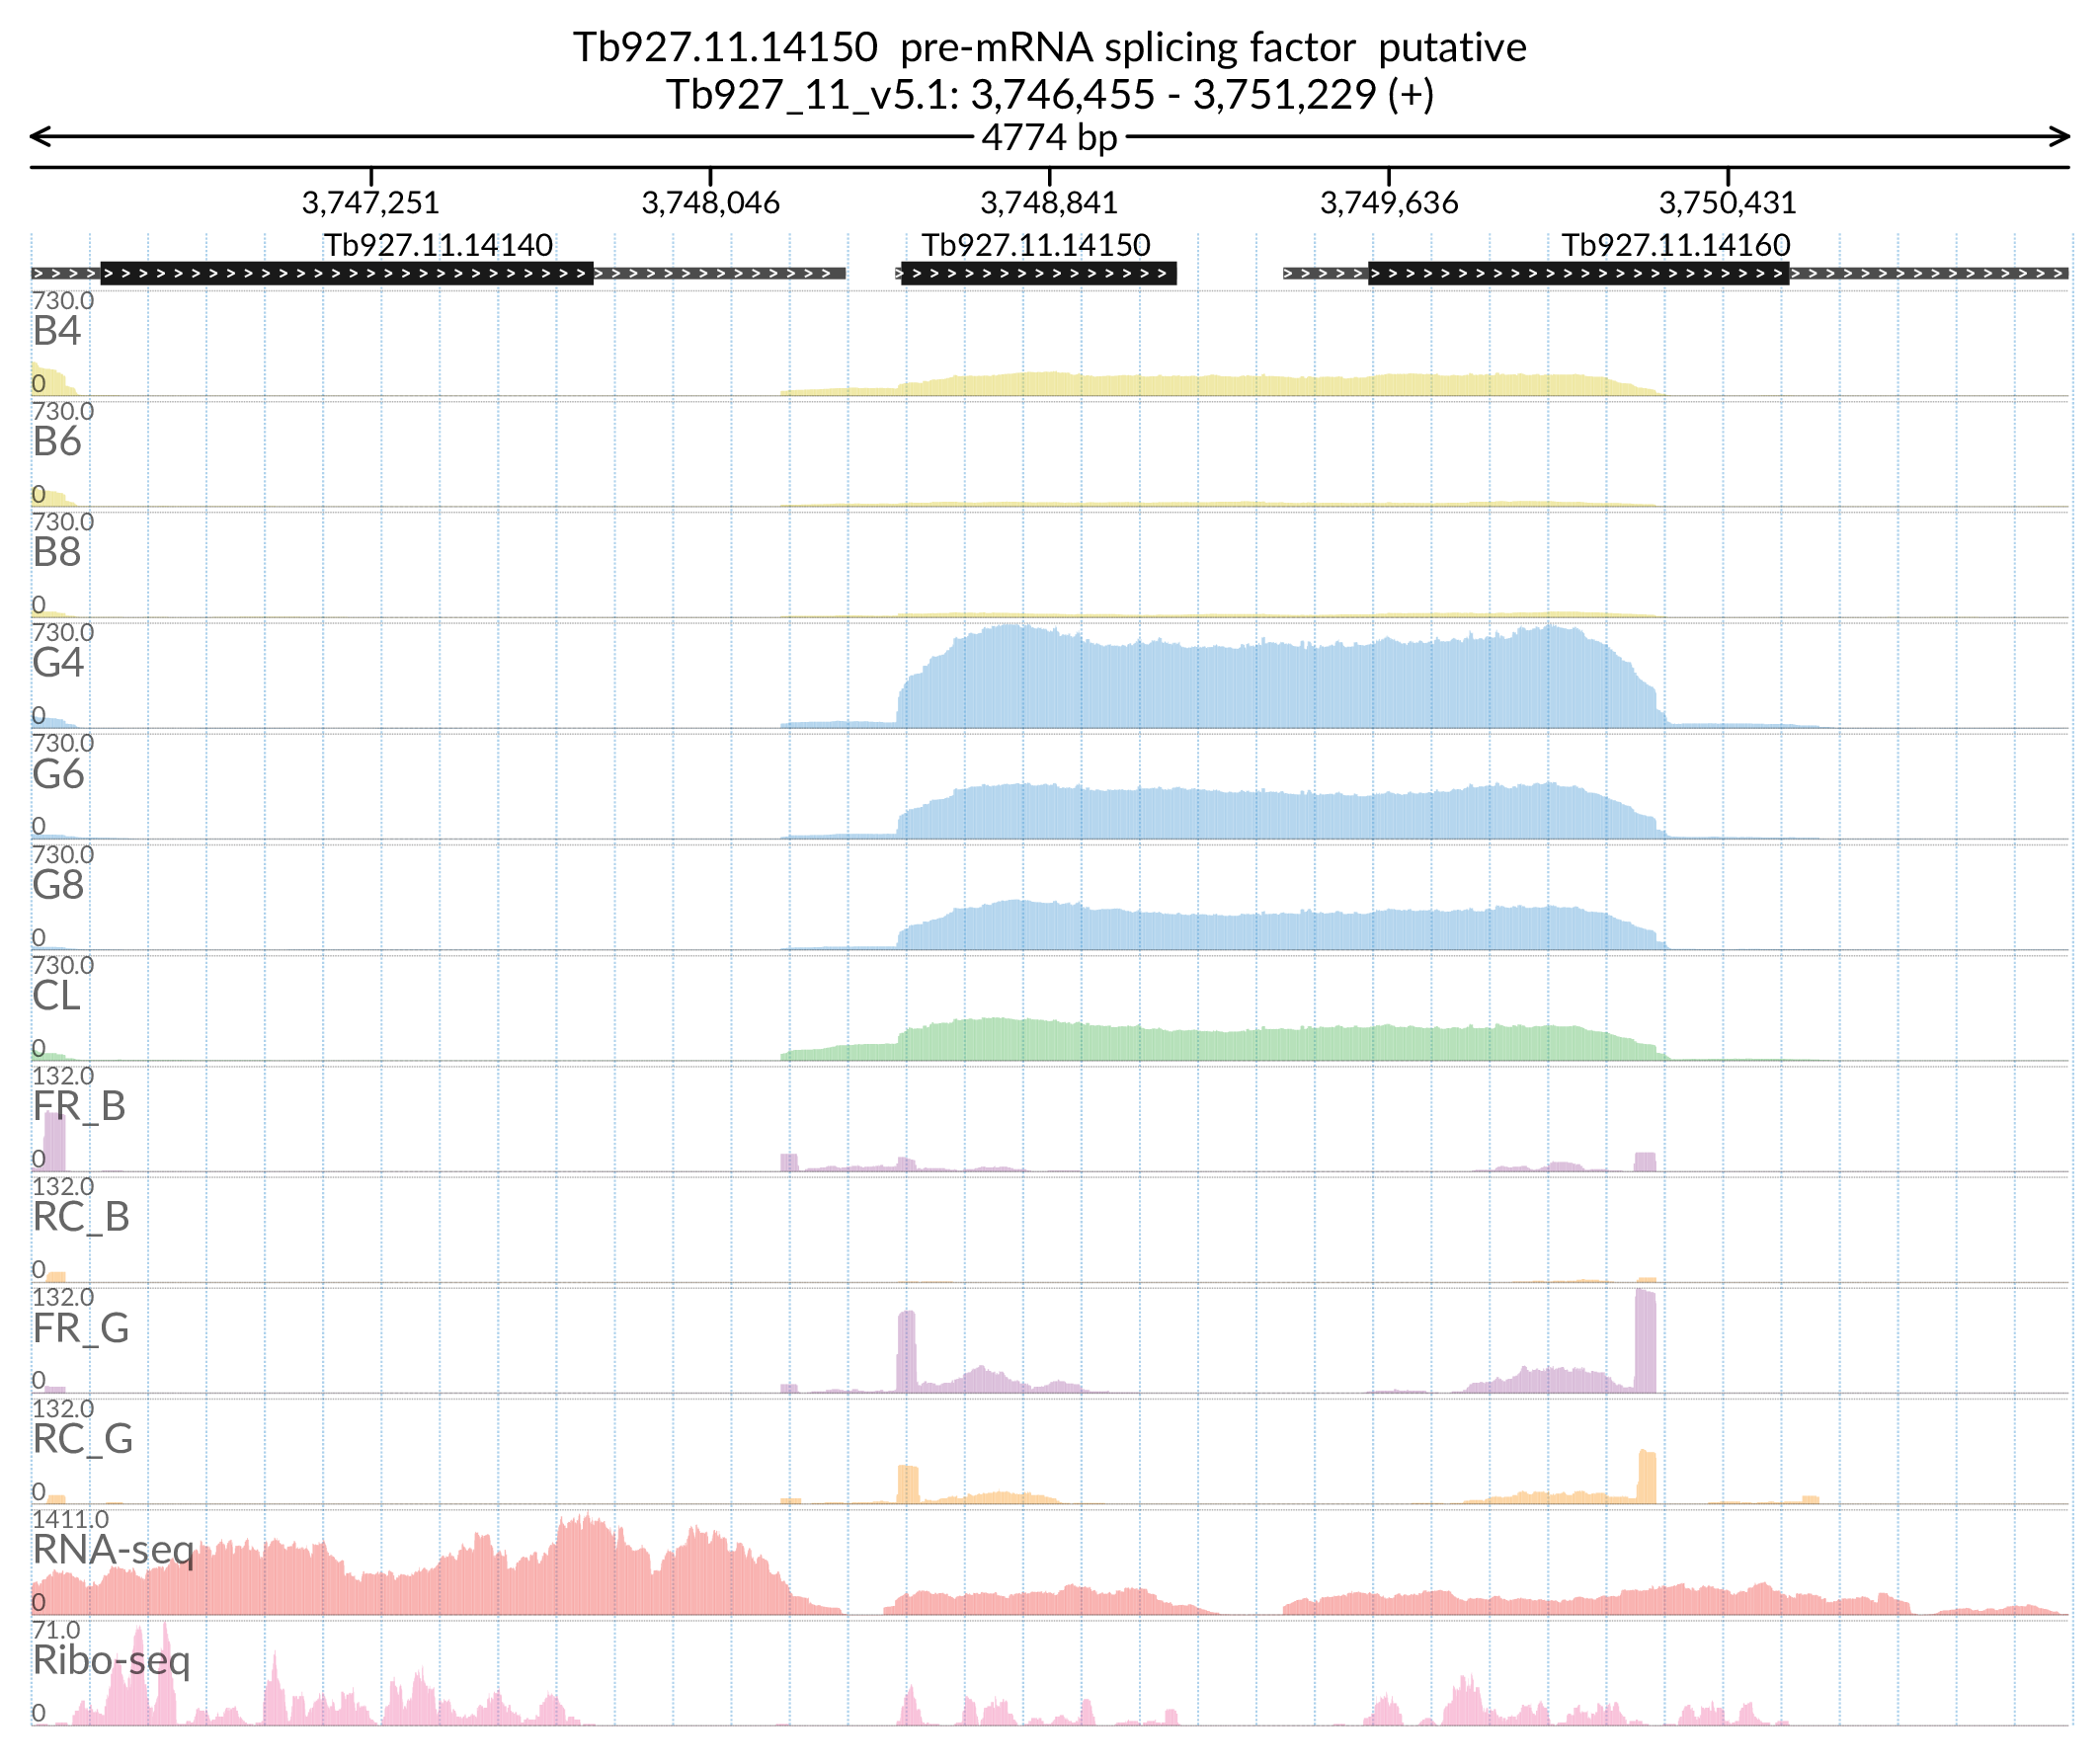 Tb927.11.14150 pre-mRNA splicing factor putative
Tb927_11_v5.1: 3,746,455 - 3,751,229 (+)
4774 bp
3,747,251 3,748,046 3,748,841 3,749,636 3,750,431
Tb927.11.14140 Tb927.11.14150 Tb927.11.14160
730.0
B4
0
730.0
B6
0
730.0
B8
0
730.0
G4
0
730.0
G6
0
730.0
G8
0
730.0
CL
0
132.0
FR_B
0
132.0
RC_B
0
132.0
FR_G
0
132.0
RC_G
0
1411.0
RNA-seq
0
71.0
Ribo-seq
0